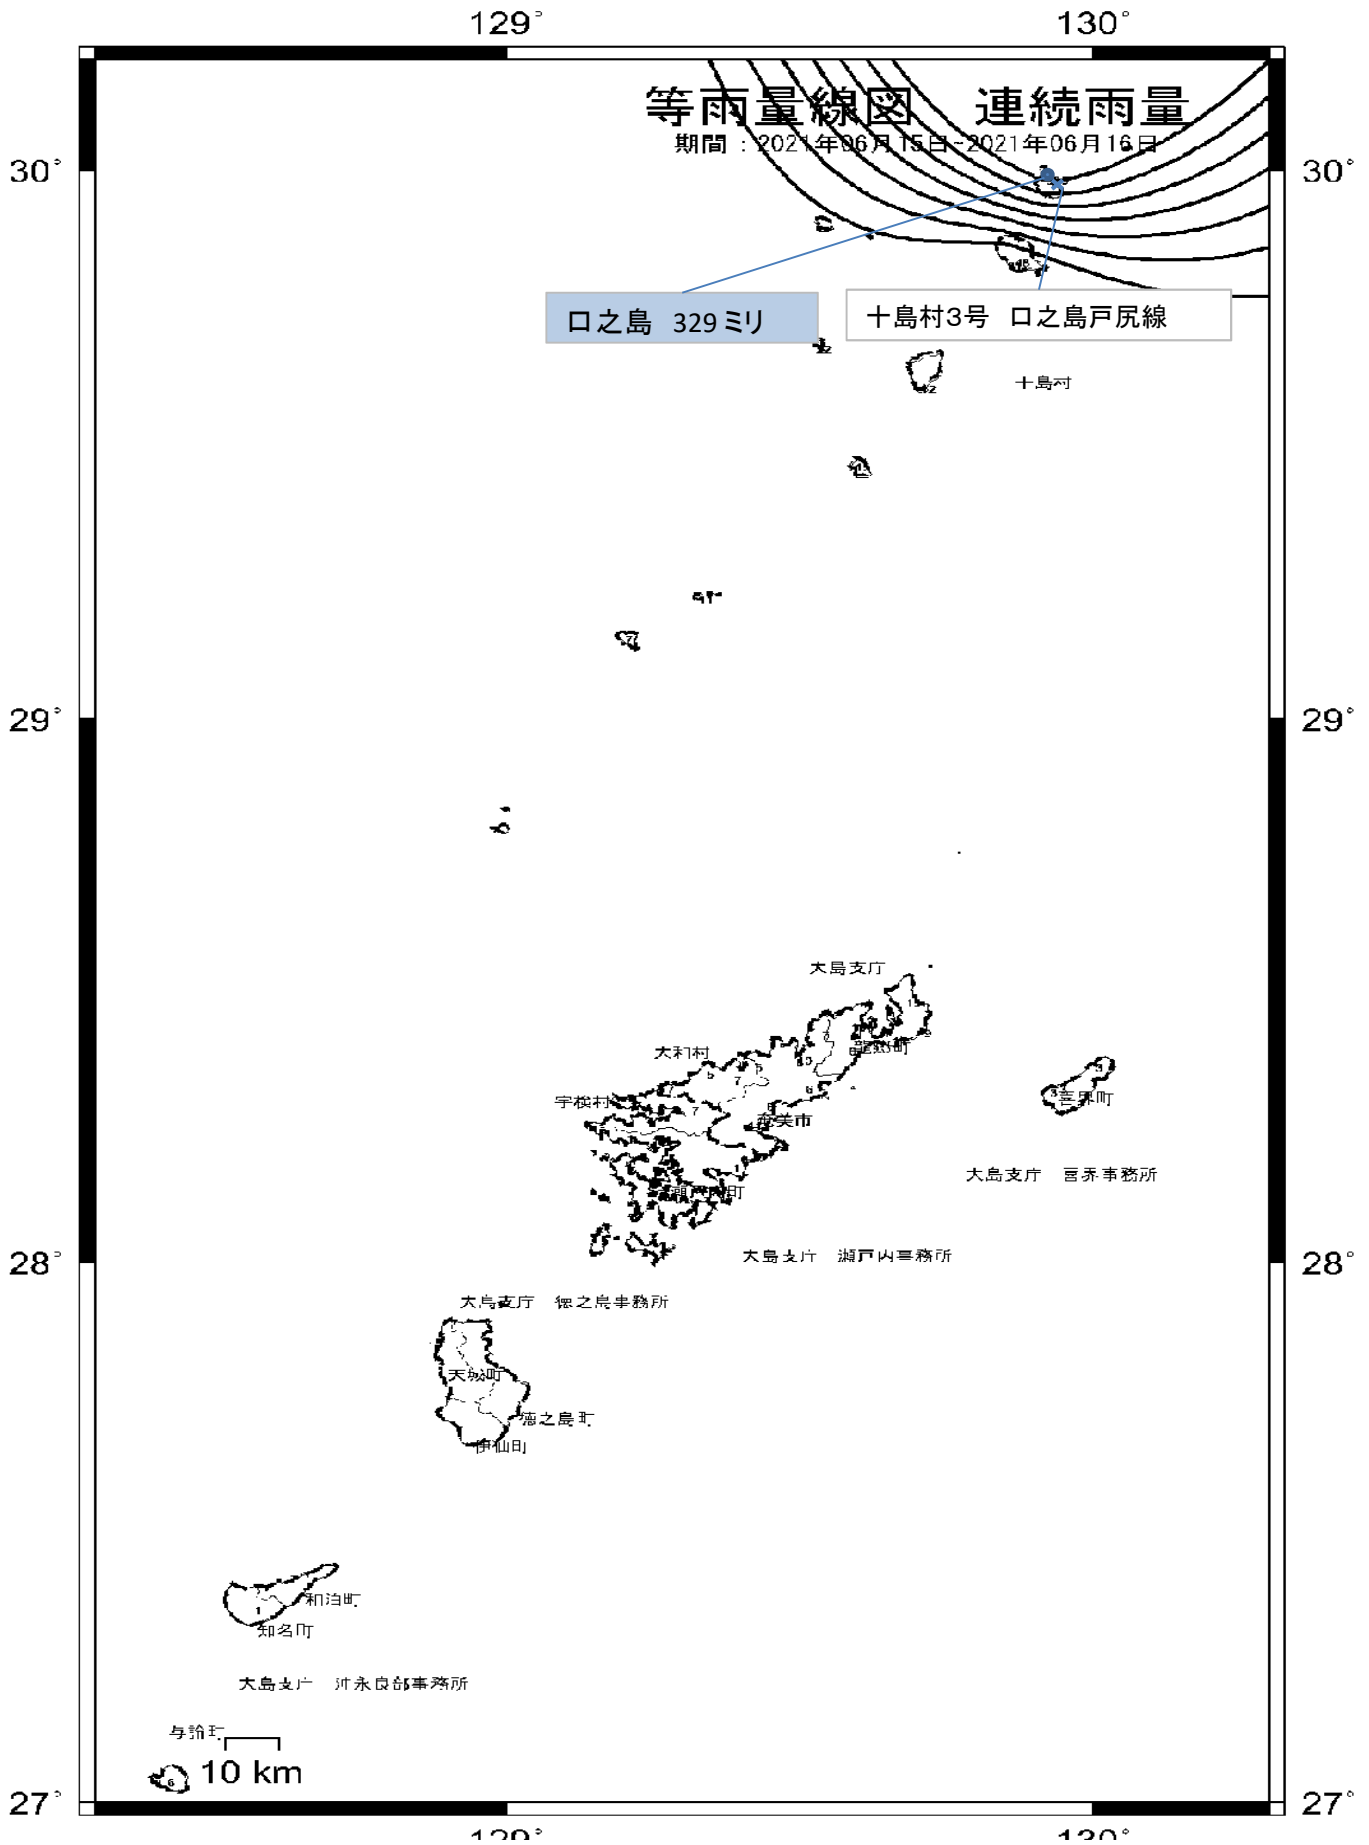 129° 130°
等雨量線図 連続雨量
期間：2021年06月15日-2021年06月16日
30° 30°
口之島 329ミリ
十島村3号 口之島戸尻線
十島村
29° 29°
大島支庁
龍郷町
大和村
宇検村
喜界町
奄美市
大島支庁 喜界事務所
瀬戸内町
大島支庁 瀬戸内事務所
28° 28°
大島支庁 徳之島事務所
天城町
徳之島町
伊仙町
和泊町
知名町
大島支庁 沖永良部事務所
与論町
10 km
27° 27°
129° 130°